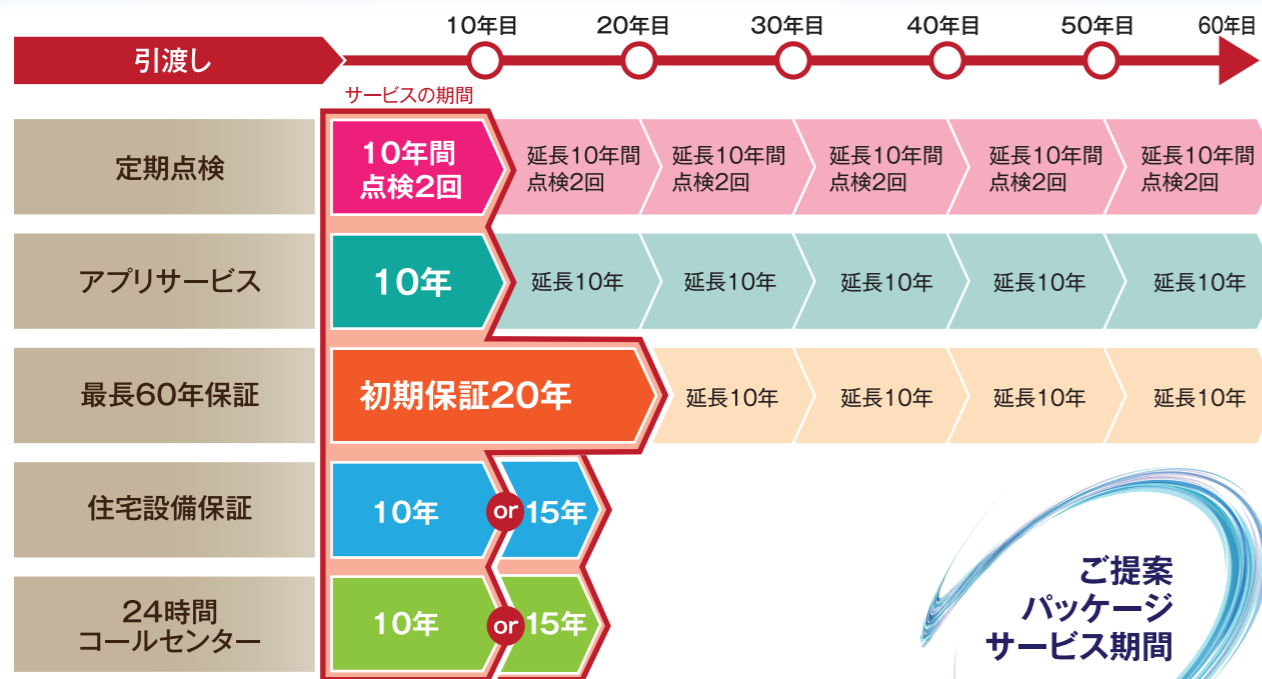 10年目 20年目 30年目 40年目 50年目 60年目
引渡し
サービスの期間
定期点検
10年間
点検2回
延長10年間
点検2回
延長10年間
点検2回
延長10年間
点検2回
延長10年間
点検2回
延長10年間
点検2回
アプリサービス
10年
延長10年
延長10年
延長10年
延長10年
延長10年
最長60年保証
初期保証20年
延長10年
延長10年
延長10年
延長10年
住宅設備保証
10年 or 15年
24時間
コールセンター
10年 or 15年
ご提案
パッケージ
サービス期間